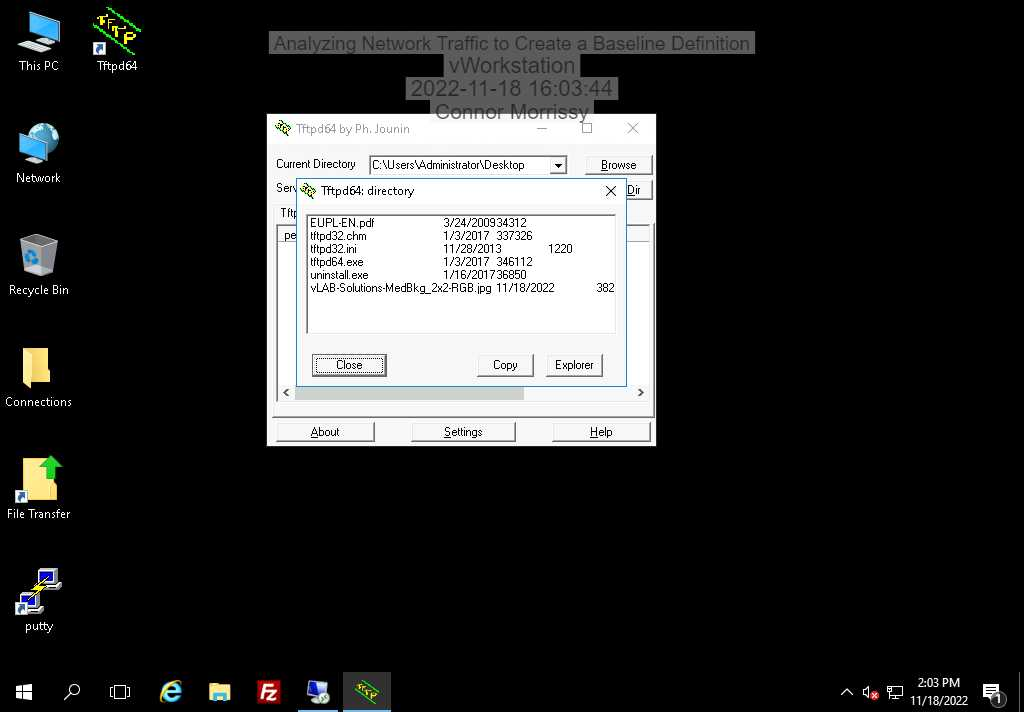 This PC
Tftpd64
Analyzing Network Traffic to Create a Baseline Definition
vWorkstation
2022-11-18 16:03:44
Connor Morrissy
Tftpd64 by Ph. Jounin
Current Directory
C:\Users\Administrator\Desktop
Browse
Dir
Tftpd64: directory
EUPL-EN.pdf 3/24/200934312
tftpd32.chm 1/3/2017 337326
tftpd32.ini 11/28/2013 1220
tftpd64.exe 1/3/2017 346112
uninstall.exe 1/16/201736850
vLAB-Solutions-MedBkg_2x2-RGB.jpg 11/18/2022 382
Close
Copy
Explorer
About
Settings
Help
Network
Recycle Bin
Connections
File Transfer
putty
2:03 PM
11/18/2022
1